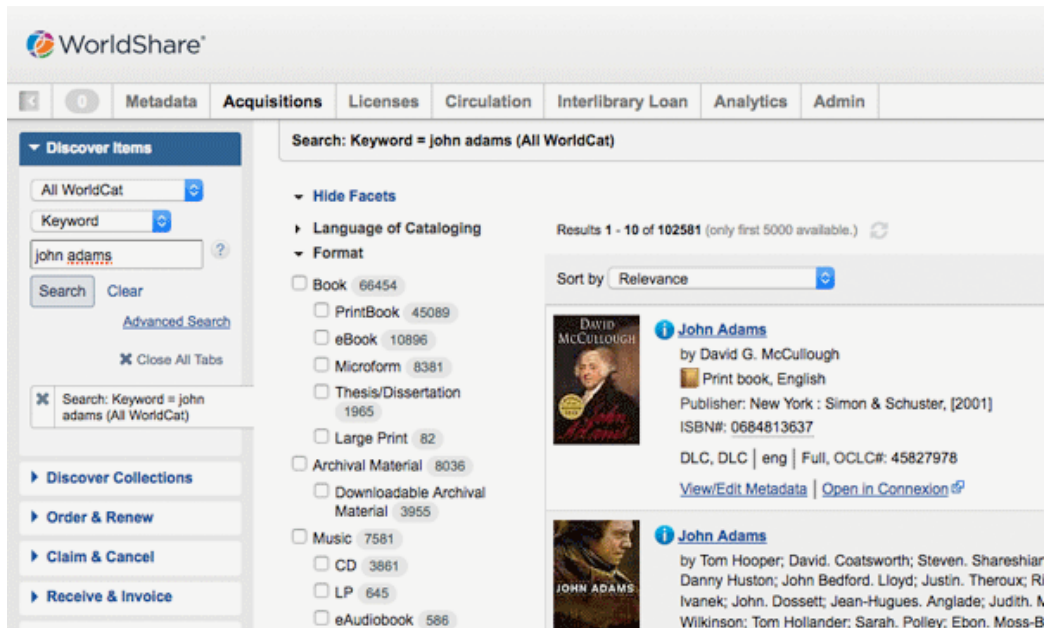 WorldShare®
0 Metadata Acquisitions Licenses Circulation Interlibrary Loan Analytics Admin
Discover Items
All WorldCat
Keyword
john adams
?
Search Clear
Advanced Search
Close All Tabs
Search: Keyword = john
adams (All WorldCat)
Discover Collections
Order & Renew
Claim & Cancel
Receive & Invoice
Search: Keyword = john adams (All WorldCat)
Hide Facets
Language of Cataloging
Format
Book 66454
PrintBook 45089
eBook 10896
Microform 8381
Thesis/Dissertation
1965
Large Print 82
Archival Material 8036
Downloadable Archival
Material 3955
Music 7581
CD 3861
LP 645
eAudiobook 586
Results 1 - 10 of 102581 (only first 5000 available.)
Sort by Relevance
DAVID
McCULLOUGH
John Adams
John Adams
by David G. McCullough
Print book, English
Publisher: New York : Simon & Schuster, [2001]
ISBN#: 0684813637
DLC, DLC | eng | Full, OCLC#: 45827978
View/Edit Metadata | Open in Connexion
JOHN ADAMS
John Adams
by Tom Hooper; David. Coatsworth; Steven. Shareshian
Danny Huston; John Bedford. Lloyd; Justin. Theroux; Ri
Ivanek; John. Dossett; Jean-Hugues. Anglade; Judith. M
Wilkinson; Tom Hollander; Sarah. Polley; Ebon. Moss-B